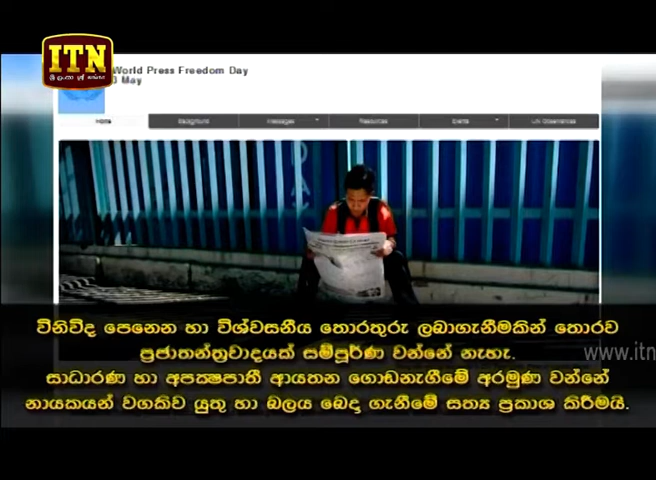 ITN
World Press Freedom Day
3 May
Home Background Messages Resources Events UN Observances
විනිවිද පෙනෙන හා විශ්වසනීය තොරතුරු ලබාගැනීමකින් තොරව
ප්‍රජාතන්ත්‍රවාදයක් සම්පූර්ණ වන්නේ නැහැ.
www.itn
සාධාරණ හා අපක්‍ෂපාතී ආයතන ගොඩනැගීමේ අරමුණ වන්නේ
නායකයන් වගකිව යුතු හා බලය බෙදා ගැනීමේ සත්‍ය ප්‍රකාශ කිරීමයි.